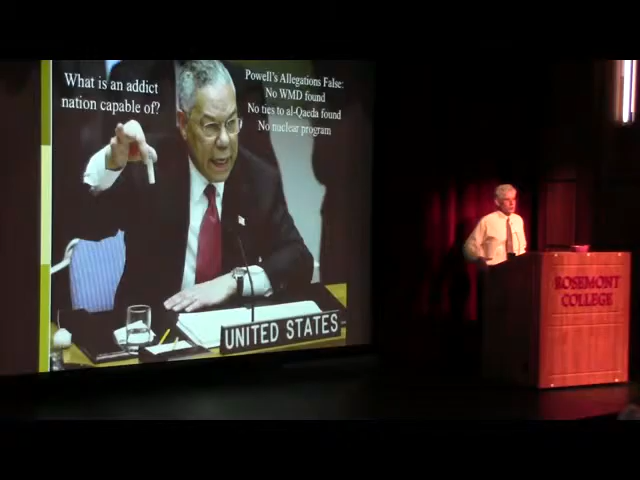 What is an addict
nation capable of?
Powell's Allegations False:
No WMD found
No ties to al-Qaeda found
No nuclear program
UNITED STATES
ROSEMONT
COLLEGE